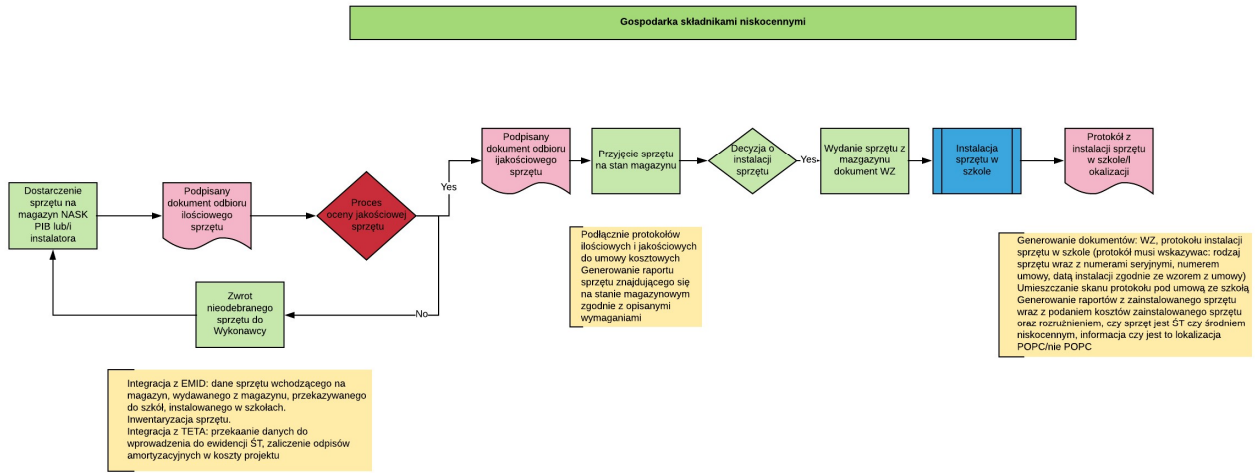 Gospodarka składnikami niskocennymi
Dostarczenie
sprzętu na
magazyn NASK
PIB lub/i
instalatora
Podpisany
dokument odbioru
ilościowego
sprzętu
Proces
oceny jakościowej
sprzętu
Yes
No
Zwrot
nieodebranego
sprzętu do
Wykonawcy
Podpisany
dokument odbioru
ijakościowego
sprzętu
Przyjęcie sprzętu
na stan magazynu
Decyzja o
instalacji
sprzętu
Yes
Wydanie sprzętu z
mazgazynu
dokument WZ
Instalacja
sprzętu w
szkole
Protokół z
instalacji sprzętu
w szkole/l
okalizacji
Podłącznie protokołów
ilościowych i jakościowych
do umowy kosztowych
Generowanie raportu
sprzętu znajdującego się
na stanie magazynowym
zgodnie z opisanymi
wymaganiami
Generowanie dokumentów: WZ, protokołu instalacji
sprzętu w szkole (protokół musi wskazywac: rodzaj
sprzętu wraz z numerami seryjnymi, numerem
umowy, datą instalacji zgodnie ze wzorem z umowy)
Umieszczanie skanu protokołu pod umową ze szkołą
Generowanie raportów z zainstalowanego sprzętu
wraz z podaniem kosztów zainstalowanego sprzętu
oraz rozrużnieniem, czy sprzęt jest ŚT czy środniem
niskocennym, informacja czy jest to lokalizacja
POPC/nie POPC
Integracja z EMID: dane sprzętu wchodzącego na
magazyn, wydawanego z magazynu, przekazywanego
do szkół, instalowanego w szkołach.
Inwentaryzacja sprzętu.
Integracja z TETA: przekaanie danych do
wprowadzenia do ewidencji ŚT, zaliczenie odpisów
amortyzacyjnych w koszty projektu